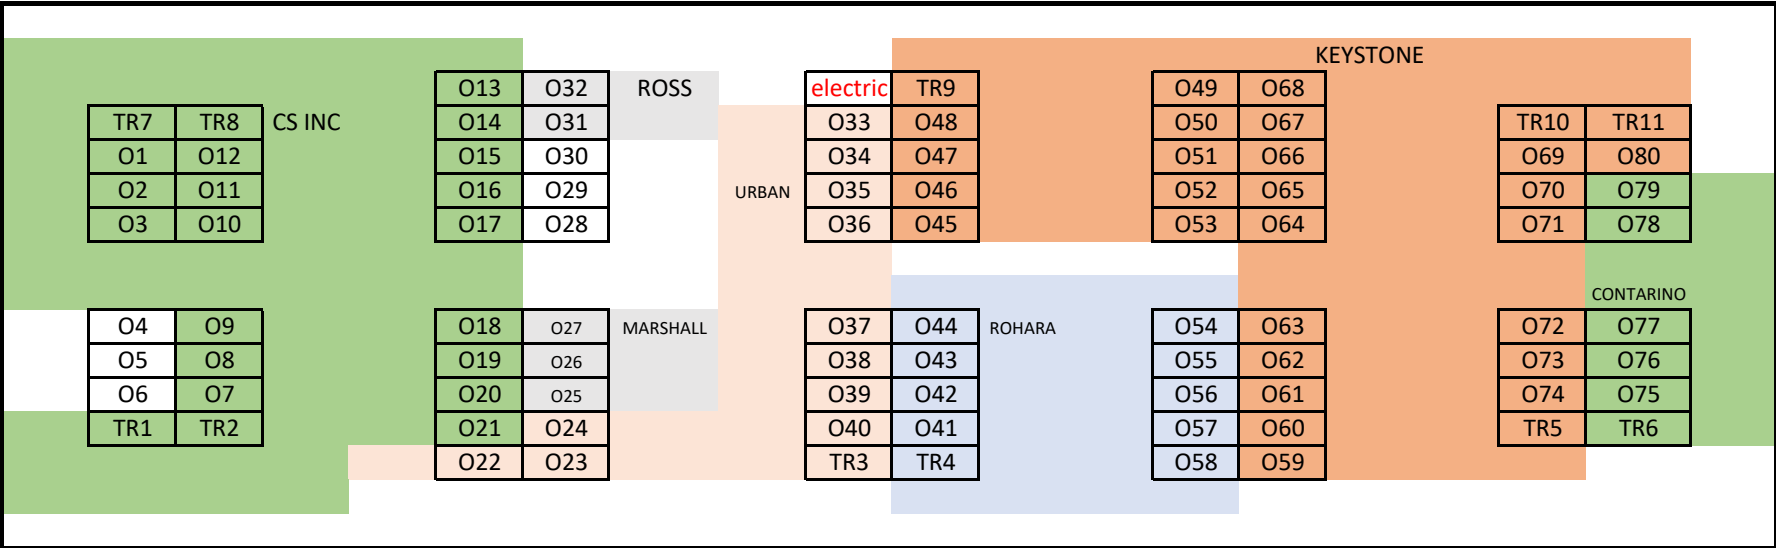 KEYSTONE
O13 O32 ROSS electric TR9 O49 O68
TR7 TR8 CS INC O14 O31 O33 O48 O50 O67 TR10 TR11
O1 O12 O15 O30 O34 O47 O51 O66 O69 O80
O2 O11 O16 O29 URBAN O35 O46 O52 O65 O70 O79
O3 O10 O17 O28 O36 O45 O53 O64 O71 O78
CONTARINO
O4 O9 O18 O27 MARSHALL O37 O44 ROHARA O54 O63 O72 O77
O5 O8 O19 O26 O38 O43 O55 O62 O73 O76
O6 O7 O20 O25 O39 O42 O56 O61 O74 O75
TR1 TR2 O21 O24 O40 O41 O57 O60 TR5 TR6
O22 O23 TR3 TR4 O58 O59